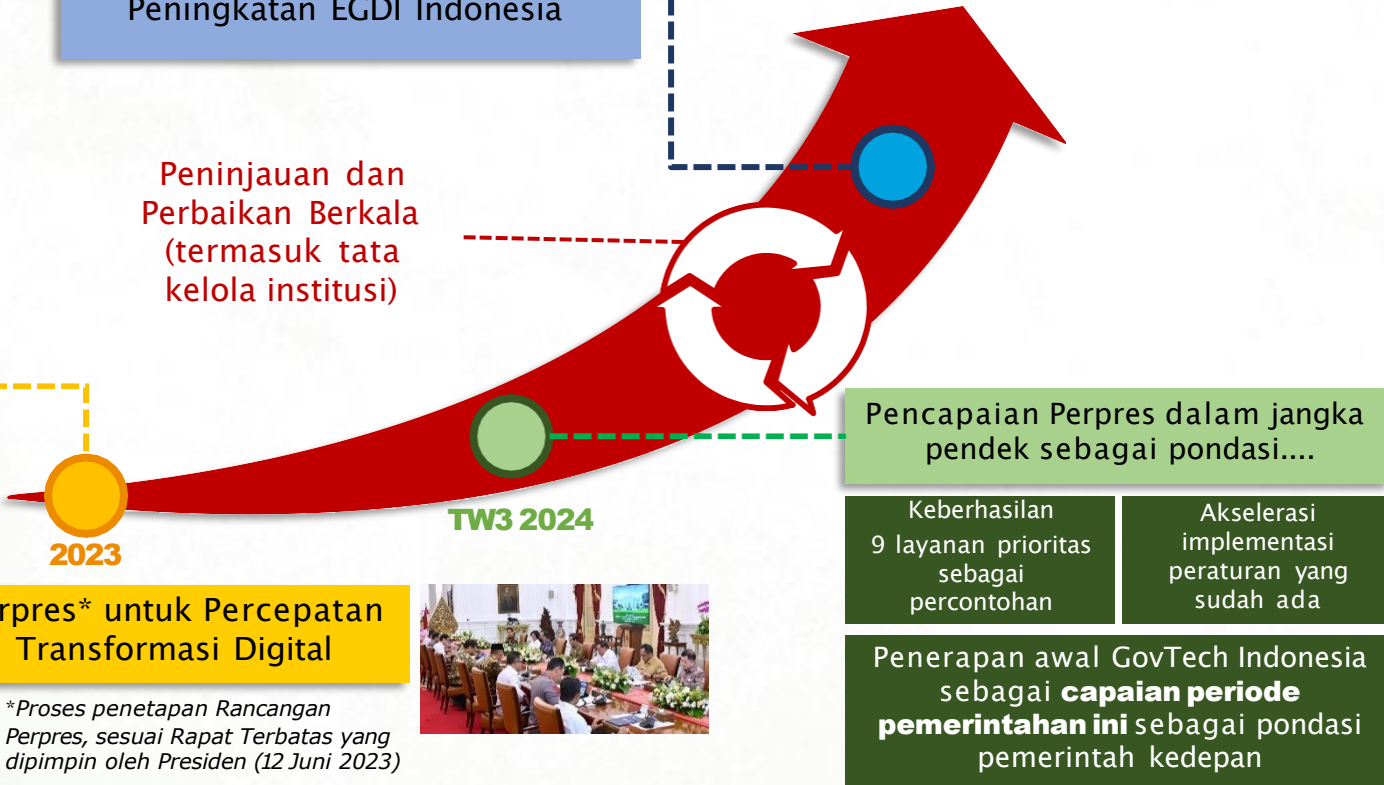 Peningkatan EGDI Indonesia
Peninjauan dan
Perbaikan Berkala
(termasuk tata
kelola institusi)
Pencapaian Perpres dalam jangka
pendek sebagai pondasi....
TW3 2024
2023
Keberhasilan
9 layanan prioritas
sebagai
percontohan
Akselerasi
implementasi
peraturan yang
sudah ada
rpres* untuk Percepatan
Transformasi Digital
*Proses penetapan Rancangan
Perpres, sesuai Rapat Terbatas yang
dipimpin oleh Presiden (12 Juni 2023)
Penerapan awal GovTech Indonesia
sebagai capaian periode
pemerintahan ini sebagai pondasi
pemerintah kedepan